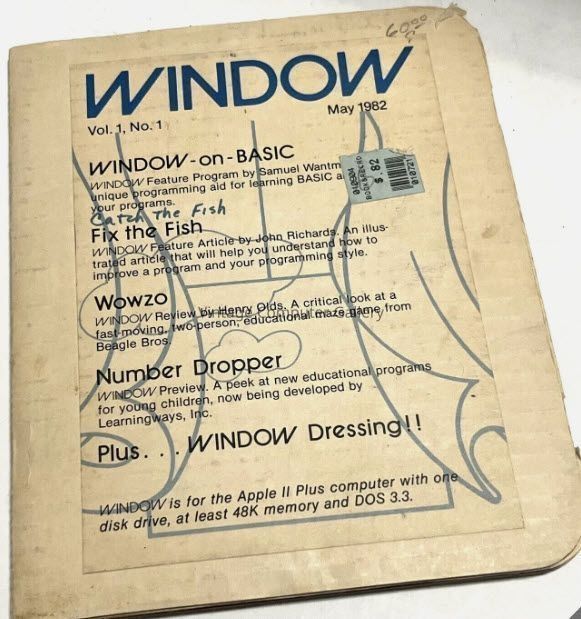 60.00
WINDOW
Vol. 1, No. 1
May 1982
WINDOW-on-BASIC
WINDOW Feature Program by Samuel Wantm
unique programming aid for learning BASIC a
your programs.
Catch The Fish
Fix the Fish
WINDOW Feature Article by John Richards. An illus-
trated article that will help you understand how to
improve a program and your programming style.
Wowzo
WINDOW Review by Henry Olds. A critical look at a
fast-moving, two-person, educational maze game from
Beagle Bros.
Number Dropper
WINDOW Preview. A peek at new educational programs
for young children, now being developed by
Learningways, Inc.
Plus. . . WINDOW Dressing!!
WINDOW is for the Apple II Plus computer with one
disk drive, at least 48K memory and DOS 3.3.
$.82